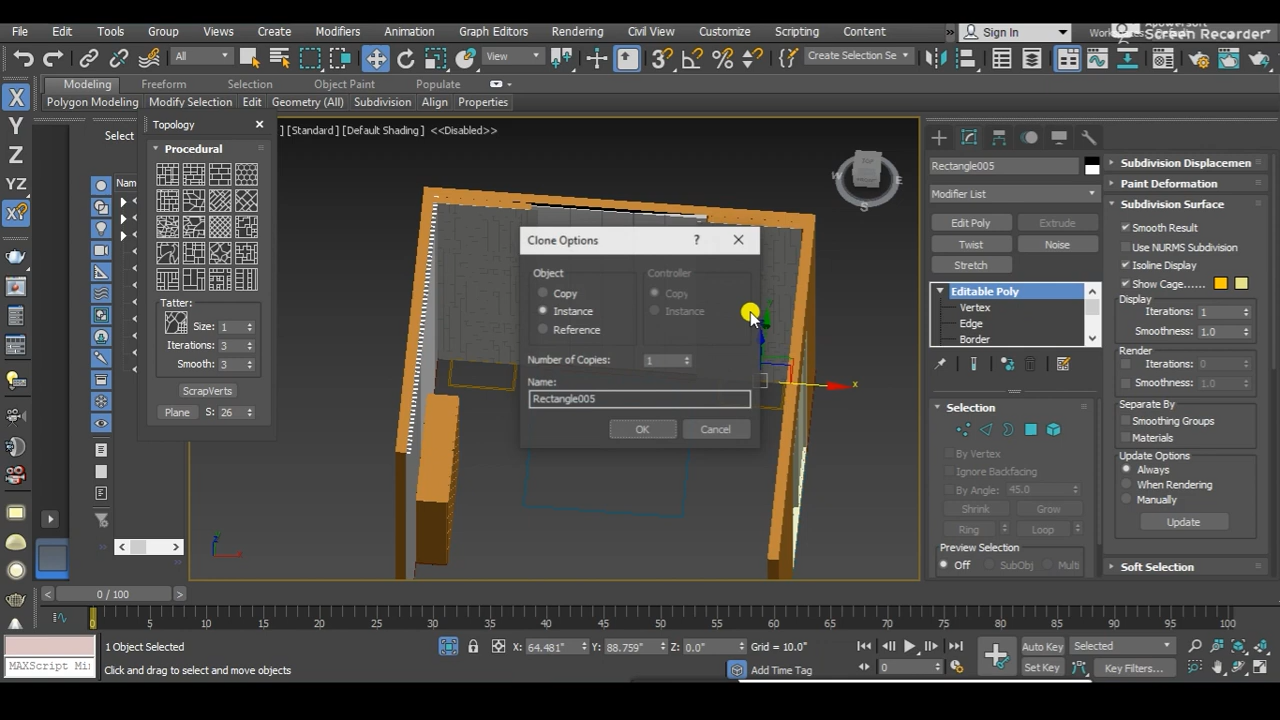 File Edit Tools Group Views Create Modifiers Animation Graph Editors Rendering Civil View Customize Scripting Content » Sign In
Screen Recorder
All View Create Selection Se
Modeling Freeform Selection Object Paint Populate
Polygon Modeling Modify Selection Edit Geometry (All) Subdivision Align Properties
X
Y
Z
YZ
XY
Select
Topology
Procedural
Tatter:
Size: 1
Iterations: 3
Smooth: 3
ScrapVerts
Plane S: 26
] [Standard ] [Default Shading ] <<Disabled>>
TOP
W
E
S
Clone Options ? ×
Object
Copy
Instance
Reference
Controller
Copy
Instance
Number of Copies: 1
Name:
Rectangle005
OK Cancel
x
z
Rectangle005
Modifier List
Edit Poly Extrude
Twist Noise
Stretch
Editable Poly
Vertex
Edge
Border
Selection
By Vertex
Ignore Backfacing
By Angle: 45.0
Shrink Grow
Ring Loop
Preview Selection
Off SubObj Multi
Subdivision Displacemen
Paint Deformation
Subdivision Surface
Smooth Result
Use NURMS Subdivision
Isoline Display
Show Cage......
Display
Iterations: 1
Smoothness: 1.0
Render
Iterations: 0
Smoothness: 1.0
Separate By
Smoothing Groups
Materials
Update Options
Always
When Rendering
Manually
Update
Soft Selection
< 0 / 100 >
0 5 10 15 20 25 30 35 40 45 50 55 60 65 70 75 80 85 90 95 100
1 Object Selected X: 64.481" Y: 88.759" Z: 0.0" Grid = 10.0" Auto Key Selected
MAXScript Mi Click and drag to select and move objects Add Time Tag 0 Set Key Key Filters...